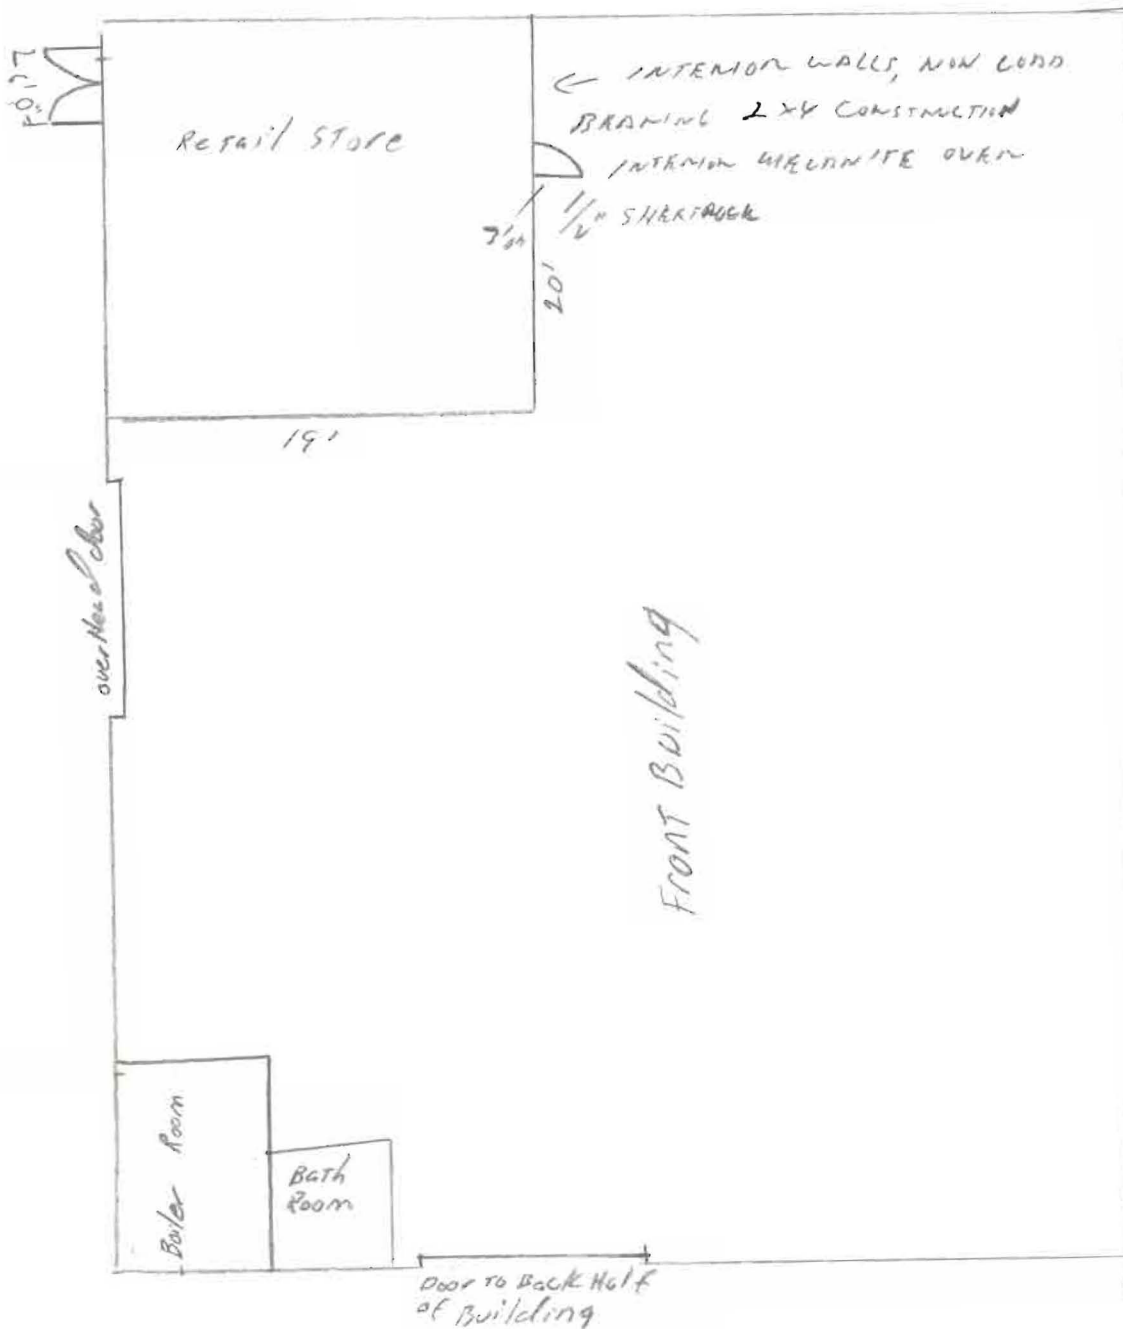 Retail Store
INTERIOR WALLS, NON LOAD
BEARING 2x4 CONSTRUCTION
INTERIOR OVER
1/2" SHEETROCK
20'
19'
overHead door
Front Building
Boiler Room
Bath
Room
Door To Back Half
of Building